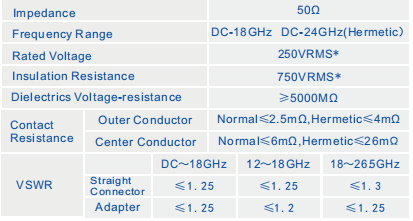 Impedance 50Ω
Frequency Range DC-18GHz DC-24GHz(Hermetic)
Rated Voltage 250VRMS*
Insulation Resistance 750VRMS*
Dielectrics Voltage-resistance ≥5000MΩ
Contact Resistance Outer Conductor Normal≤2.5mΩ,Hermetic≤4mΩ
Center Conductor Normal≤6mΩ,Hermetic≤26mΩ
VSWR DC～18GHz 12～18GHz 18～265GHz
Straight Connector ≤1.25 ≤1.25 ≤1.3
Adapter ≤1.25 ≤1.2 ≤1.25